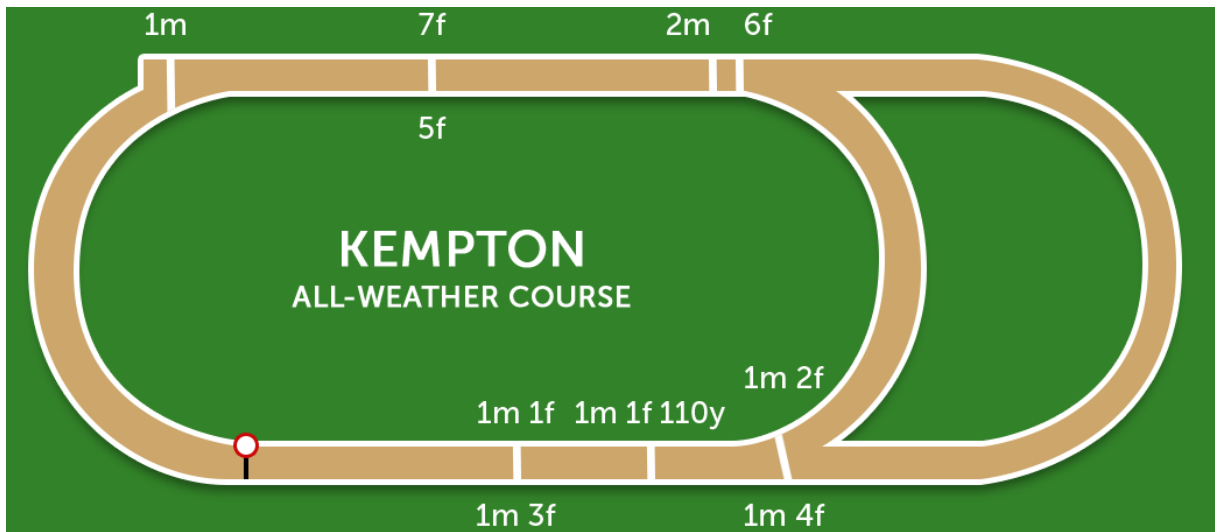 1m
7f
2m
6f
5f
KEMPTON
ALL-WEATHER COURSE
1m 2f
1m 1f
1m 1f 110y
1m 3f
1m 4f